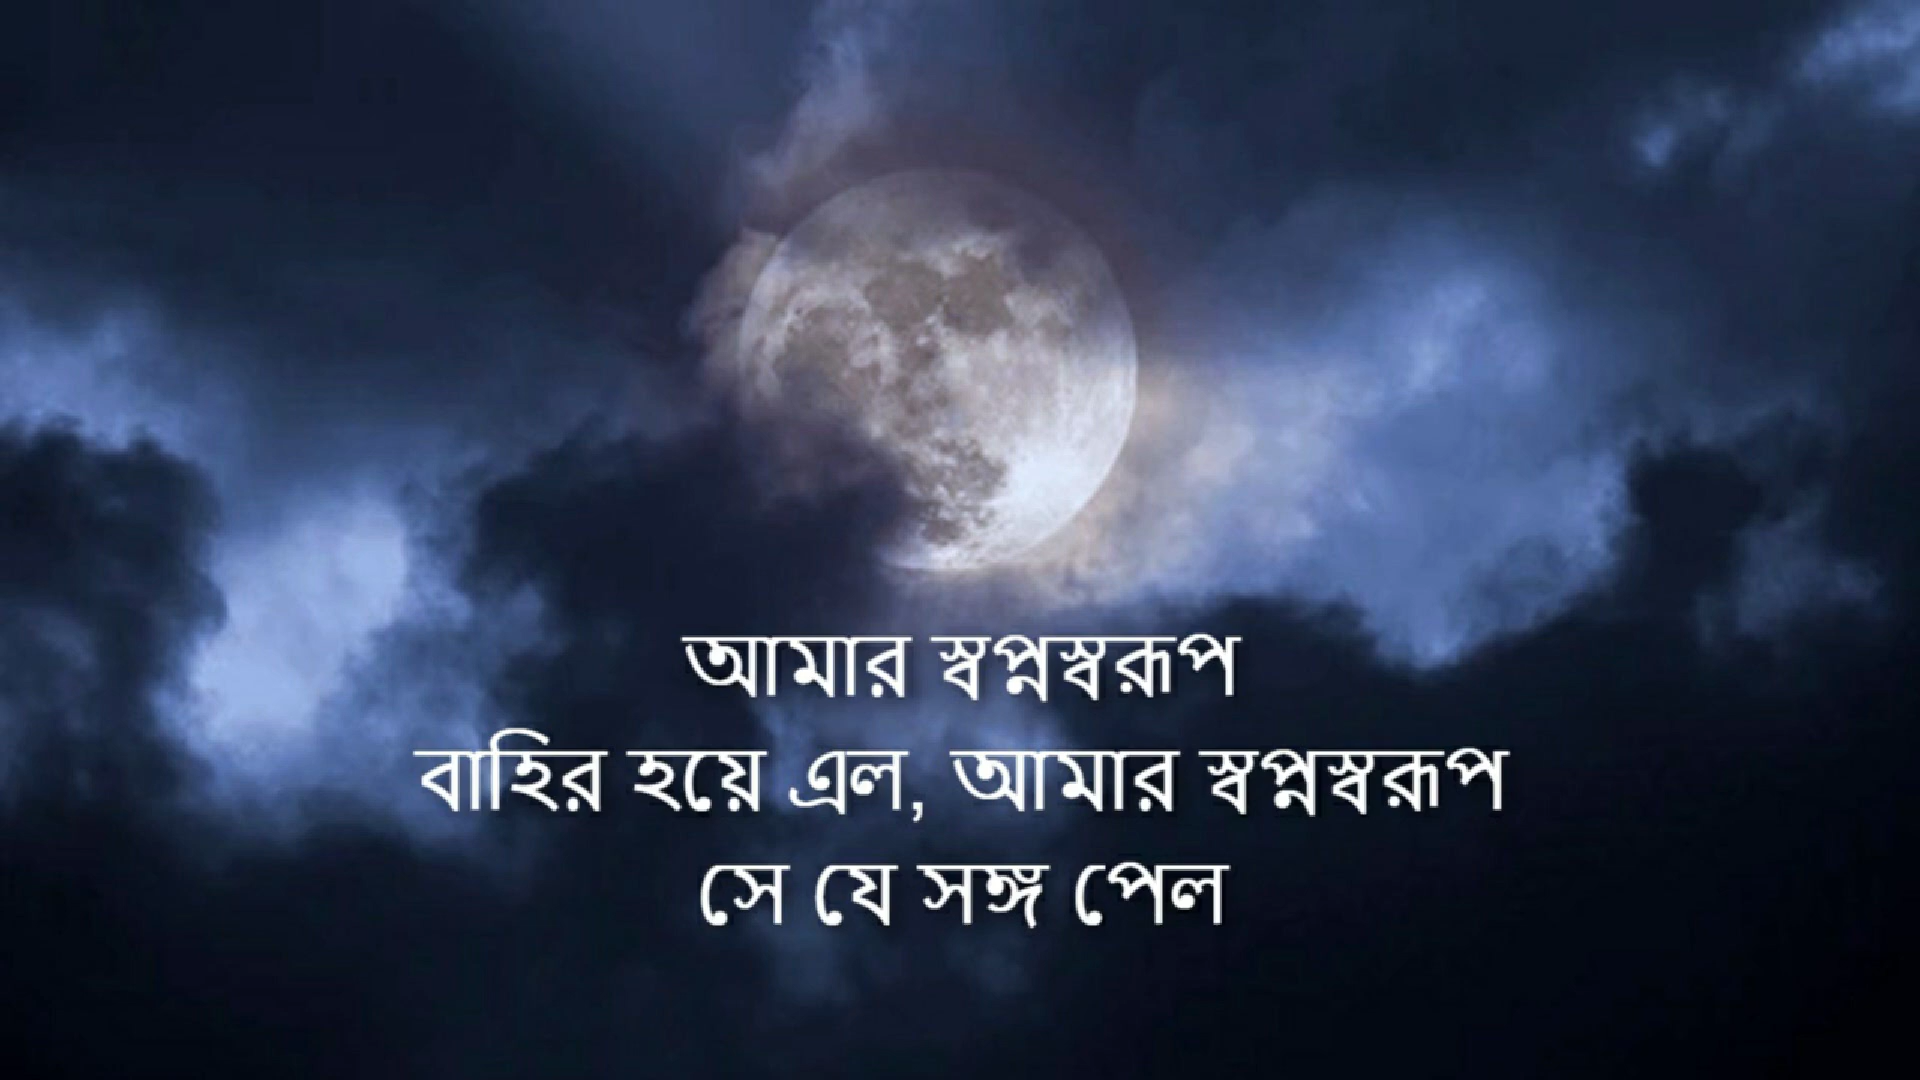 আমার স্বপ্নস্বরূপ
বাহির হয়ে এল, আমার স্বপ্নস্বরূপ
সে যে সঙ্গ পেল